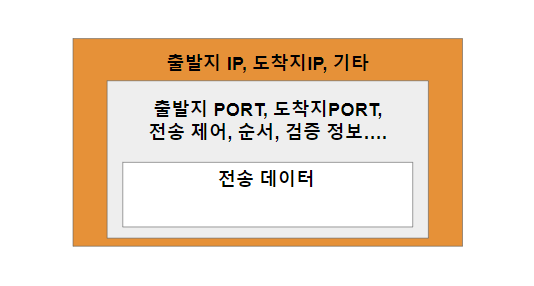 출발지 IP, 도착지IP, 기타
출발지 PORT, 도착지PORT,
전송 제어, 순서, 검증 정보....
전송 데이터